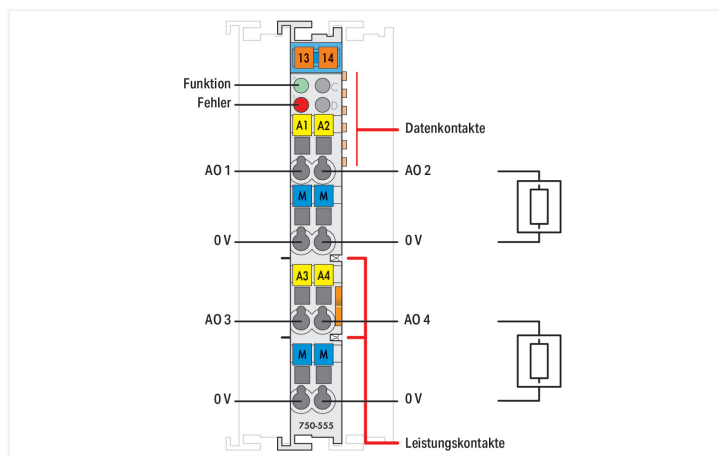 13 14
Funktion
C
Fehler
D
A1 A2
Datenkontakte
AO 1
AO 2
M M
0 V
0 V
A3 A4
AO 3
AO 4
M M
0 V
0 V
750-555
Leistungskontakte